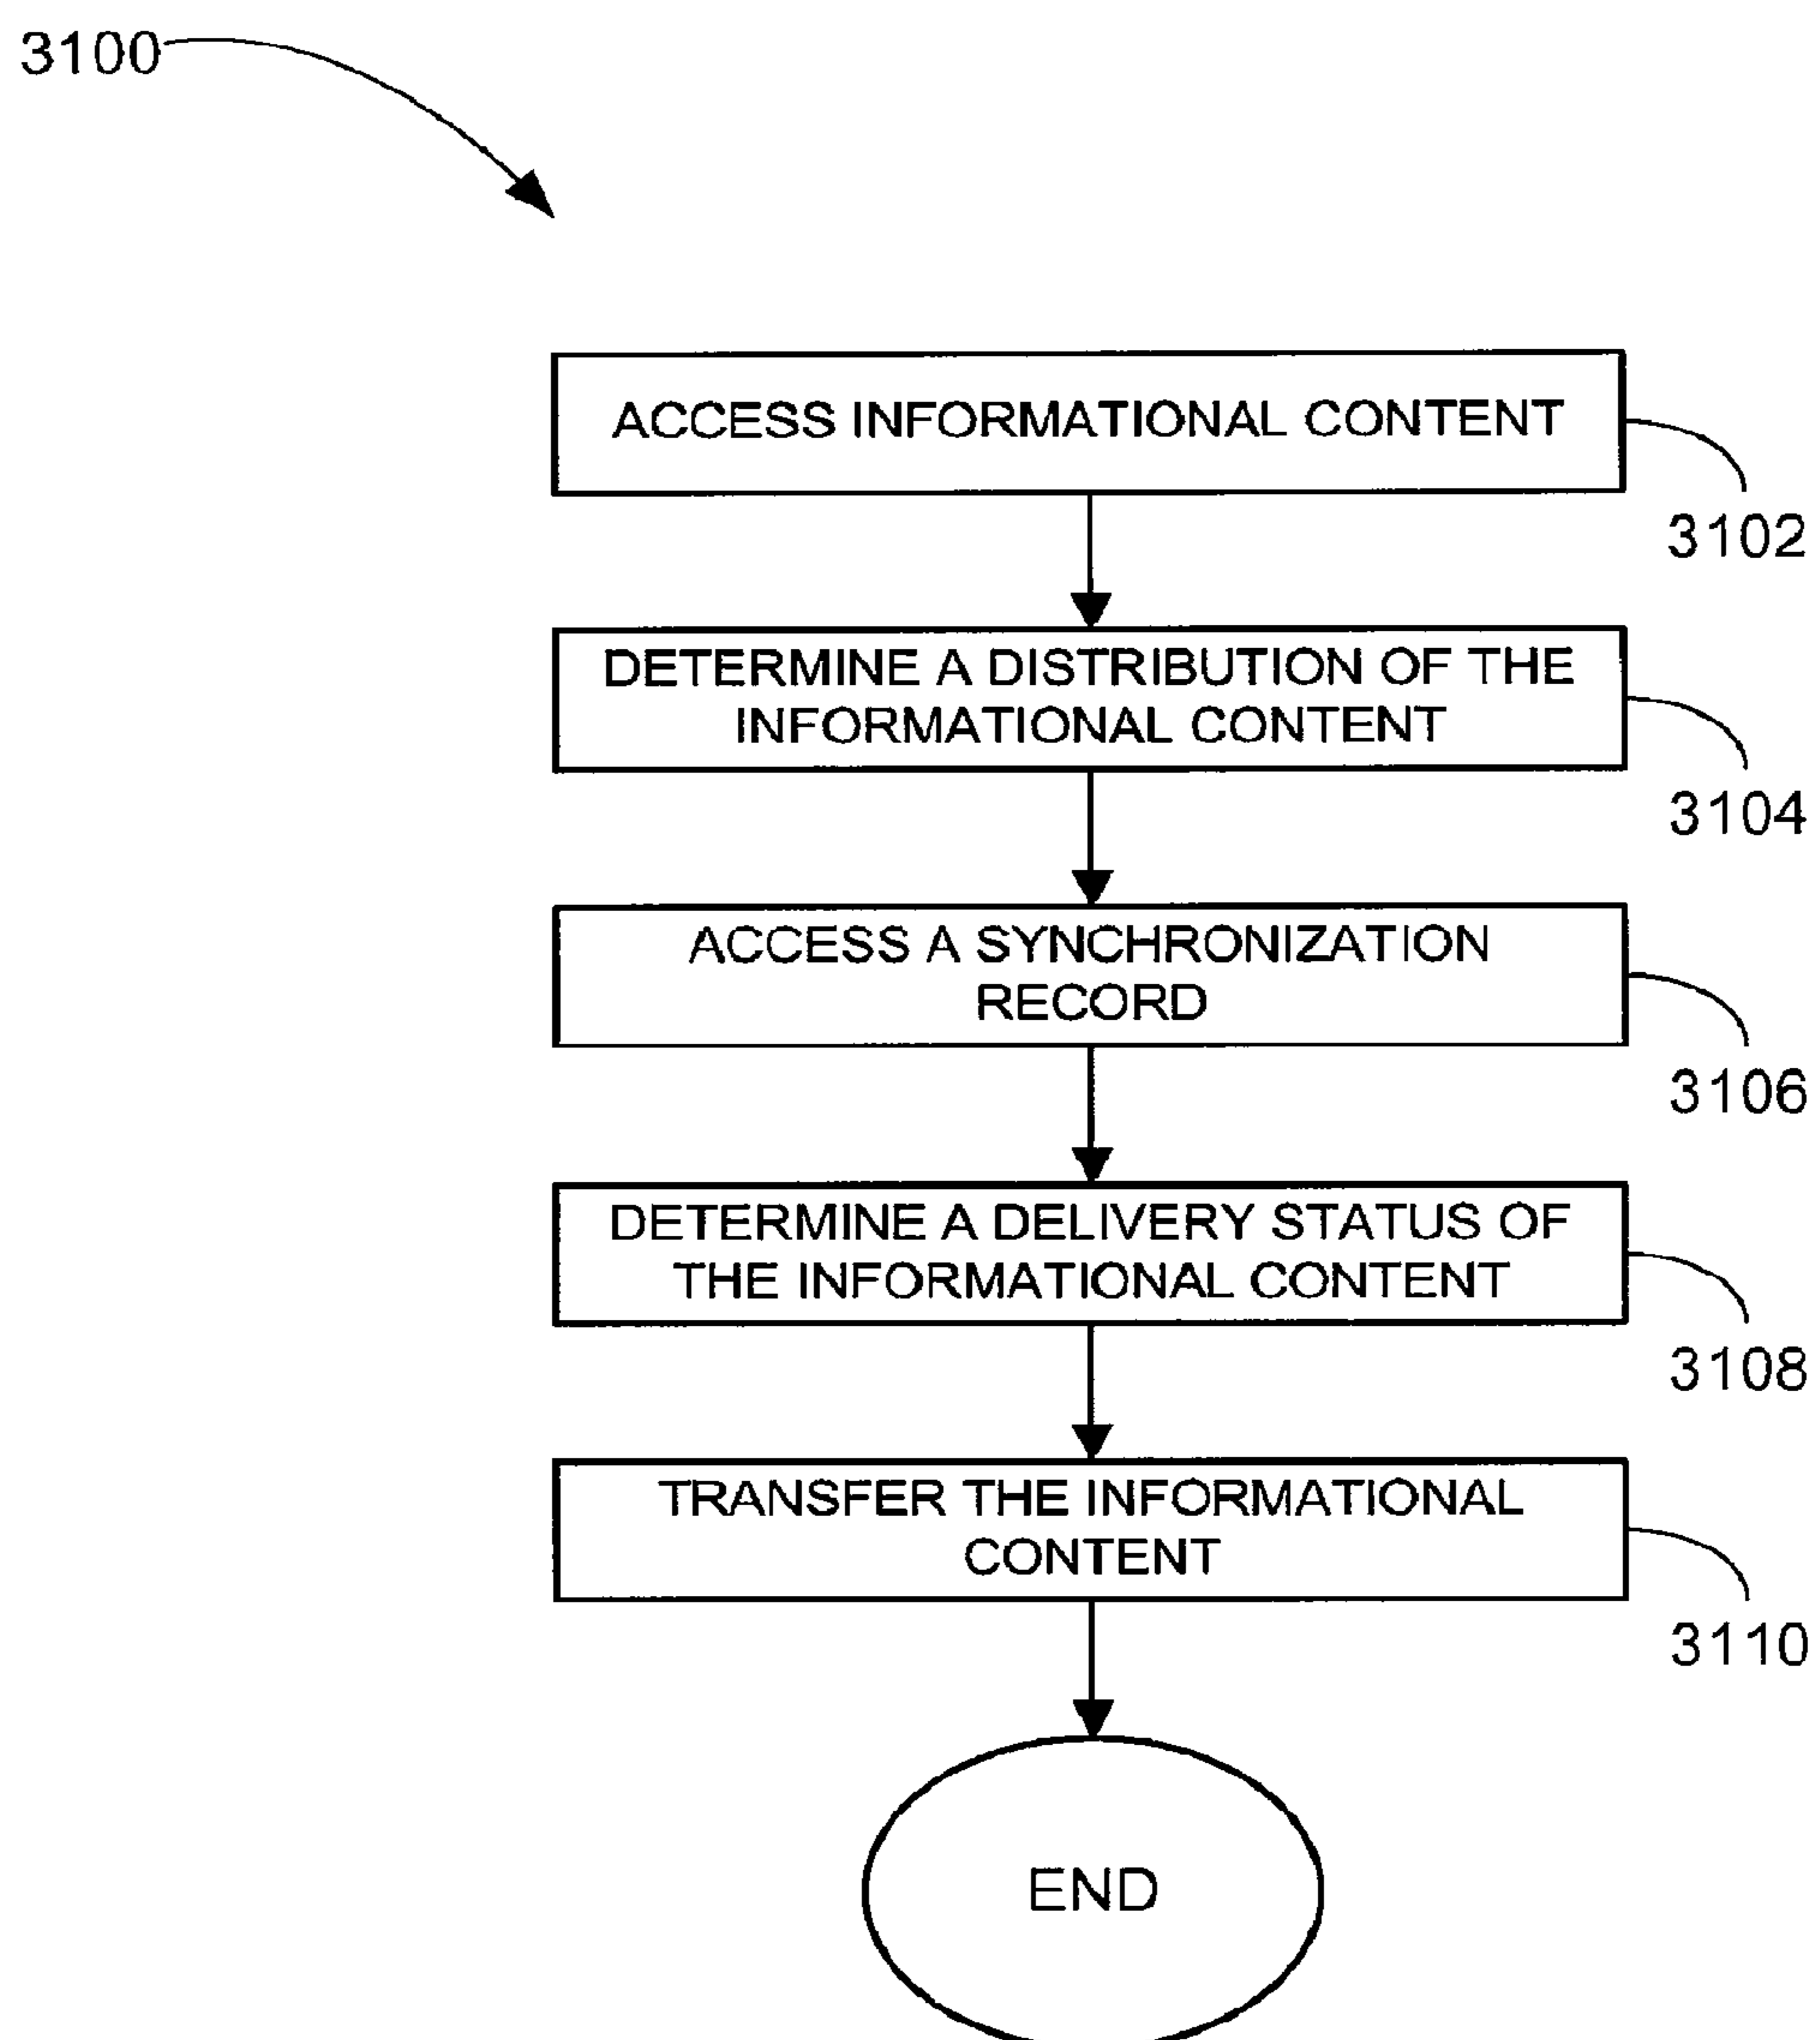 3100
ACCESS INFORMATIONAL CONTENT
3102
DETERMINE A DISTRIBUTION OF THE
INFORMATIONAL CONTENT
3104
ACCESS A SYNCHRONIZATION
RECORD
3106
DETERMINE A DELIVERY STATUS OF
THE INFORMATIONAL CONTENT
3108
TRANSFER THE INFORMATIONAL
CONTENT
3110
END